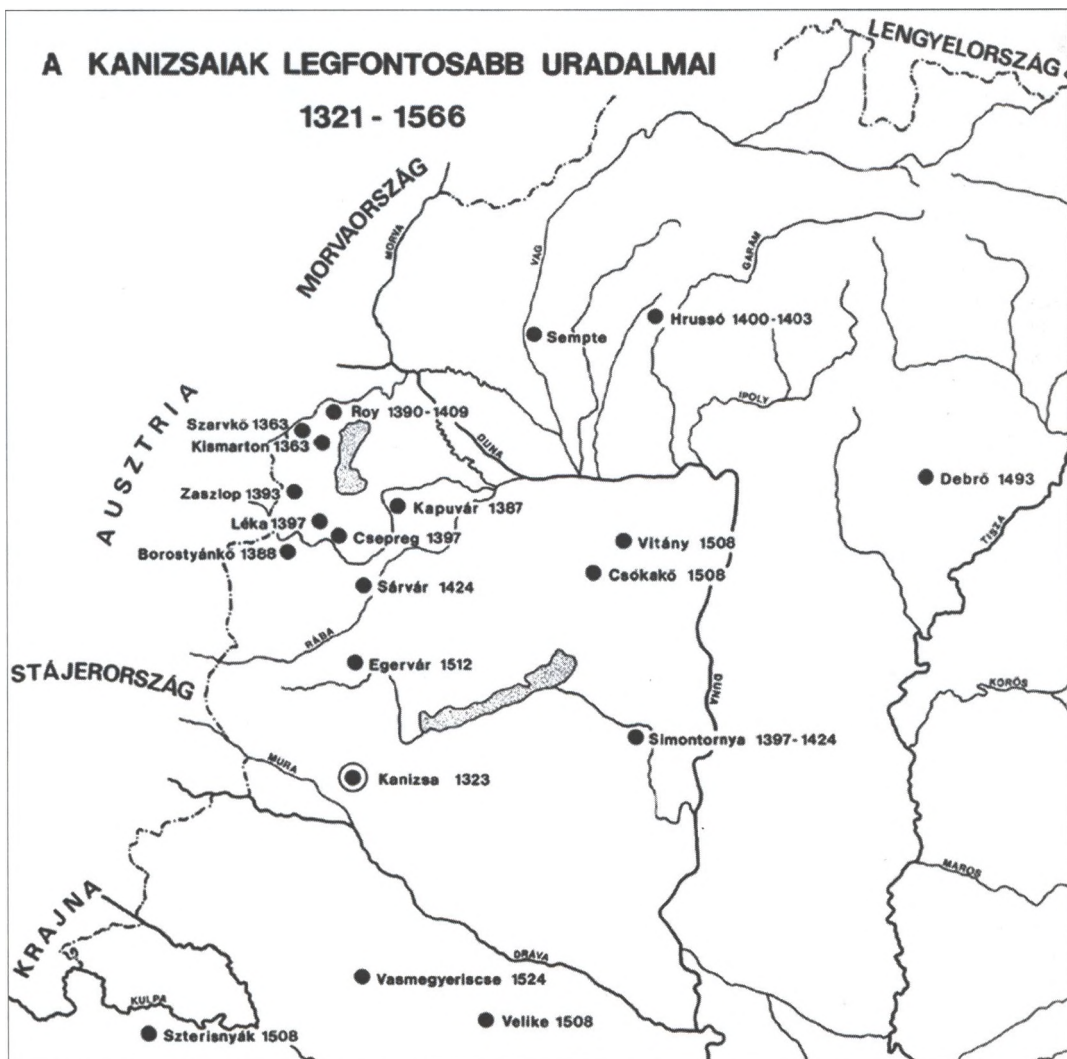 A KANIZSAIAK LEGFONTOSABB URADALMAI
1321 - 1566
LENGYELORSZÁG
MORVAORSZÁG
MORVA
VÁG
GARAM
Hrussó 1400-1403
Sempte
IPOLY
AUSZTRIA
Roy 1390-1409
Szarvkő 1363
Kismarton 1363
DUNA
Zaszlop 1393
Kapuvár 1387
Debrő 1493
Léka 1397
Csepreg 1397
Borostyánkő 1388
Vitány 1508
TISZA
Csókakő 1508
Sárvár 1424
RÁBA
Egervár 1512
STÁJERORSZÁG
DUNA
KÖRÖS
Simontornya 1397-1424
MURA
Kanizsa 1323
MAROS
KRAJNA
DRÁVA
Vasmegyeriscse 1524
KULPA
Velike 1508
Szterisnyák 1508